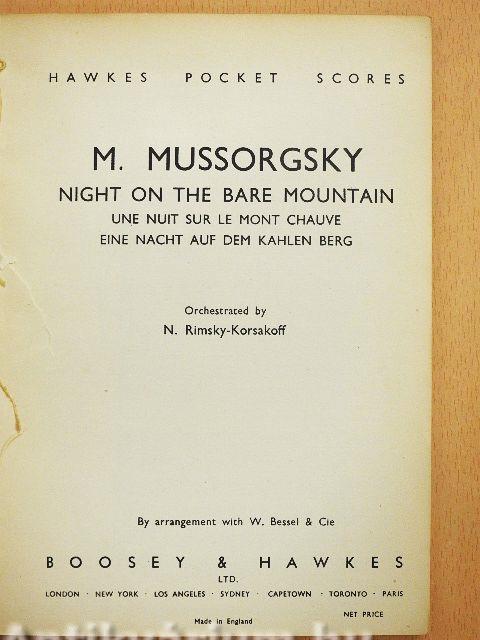 HAWKES POCKET SCORES
M. MUSSORGSKY
NIGHT ON THE BARE MOUNTAIN
UNE NUIT SUR LE MONT CHAUVE
EINE NACHT AUF DEM KAHLEN BERG
Orchestrated by
N. Rimsky-Korsakoff
By arrangement with W. Bessel & Cie
BOOSEY & HAWKES
LTD.
LONDON · NEW YORK · LOS ANGELES · SYDNEY · CAPETOWN · TORONTO · PARIS
NET PRICE
Made in England